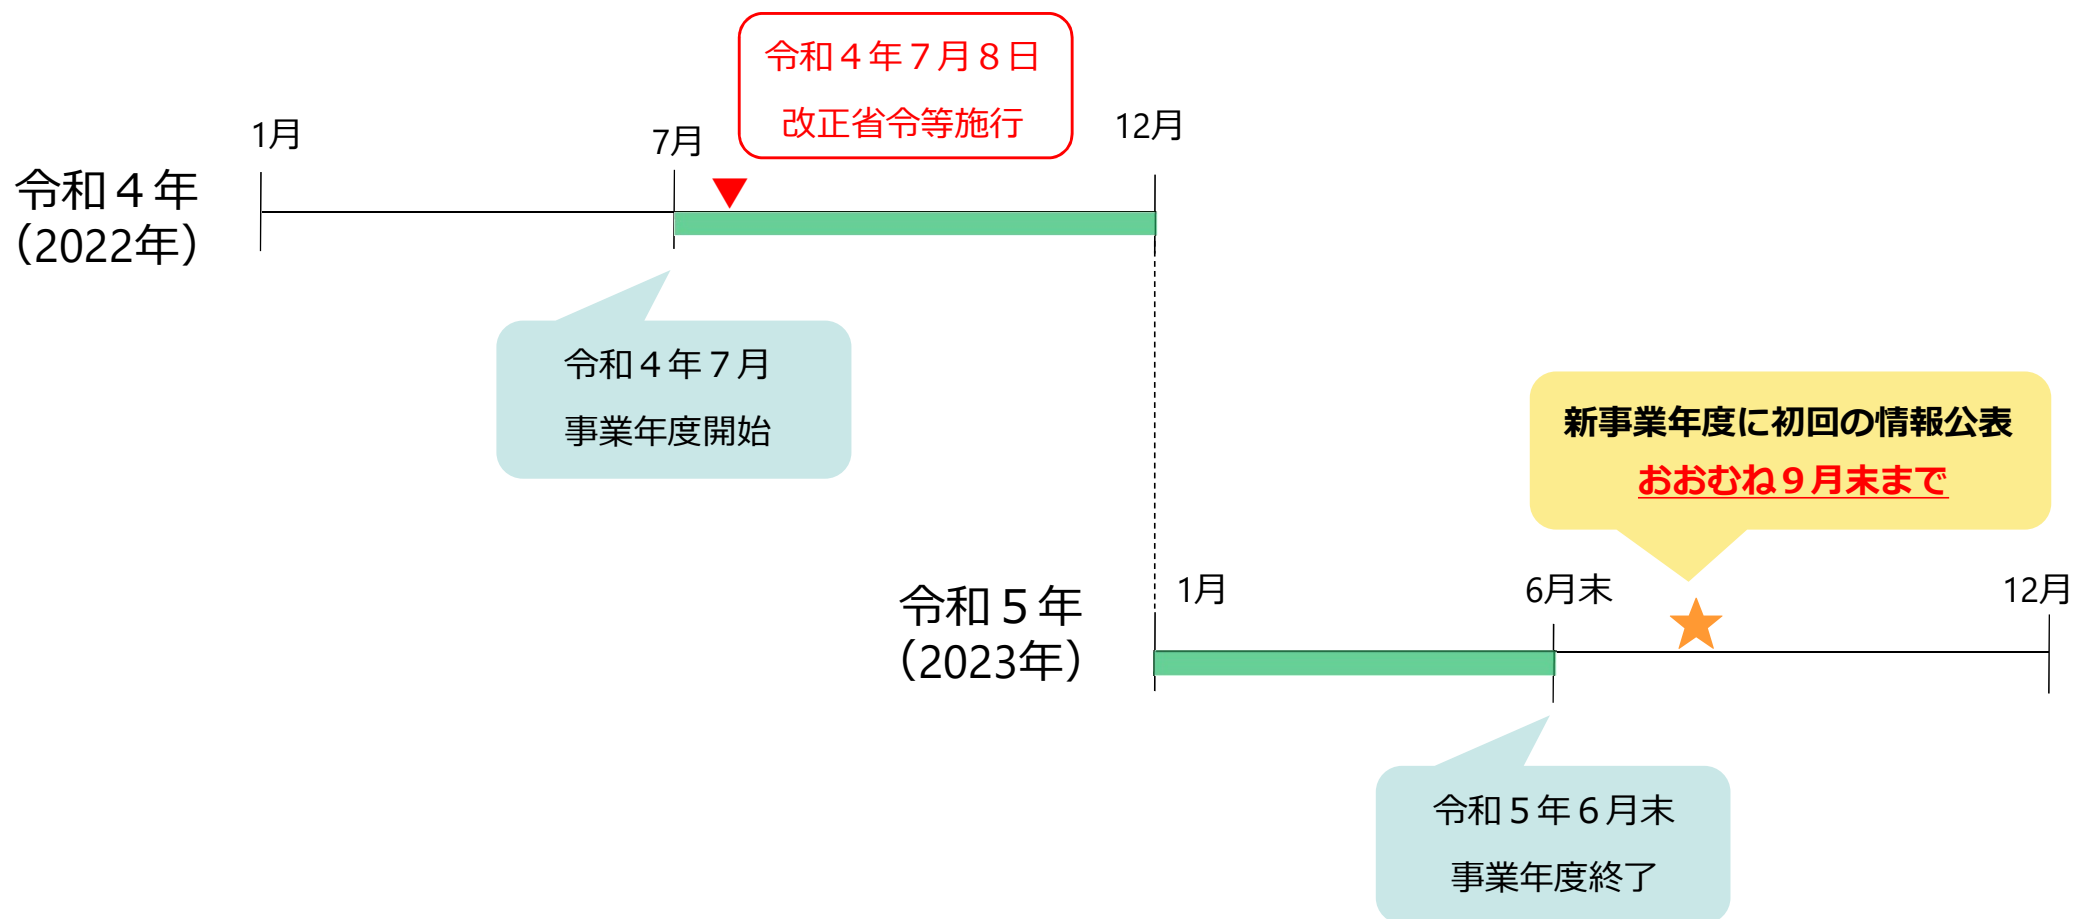 令和４年７月８日
改正省令等施行
1月
7月
12月
令和４年
（2022年）
令和４年７月
事業年度開始
新事業年度に初回の情報公表
おおむね９月末まで
令和５年
（2023年）
1月
6月末
12月
令和５年６月末
事業年度終了